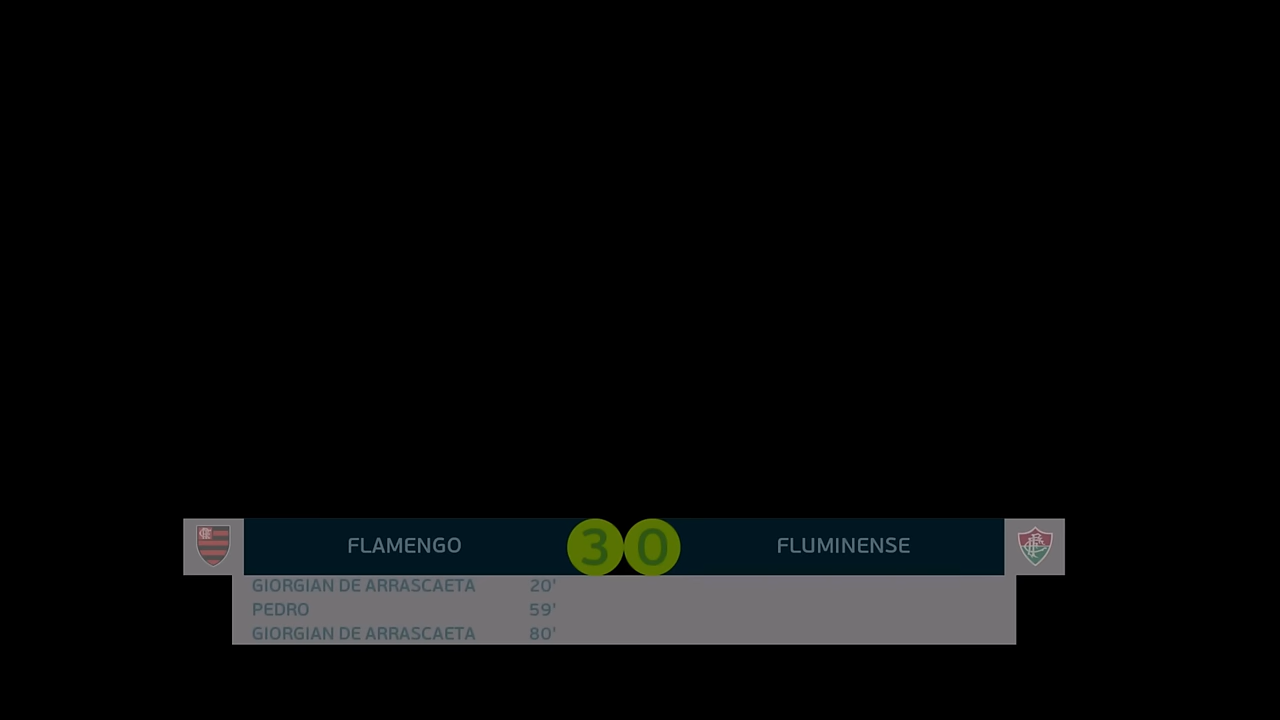 FLAMENGO 3 0 FLUMINENSE
GIORGIAN DE ARRASCAETA 20'
PEDRO 59'
GIORGIAN DE ARRASCAETA 80'